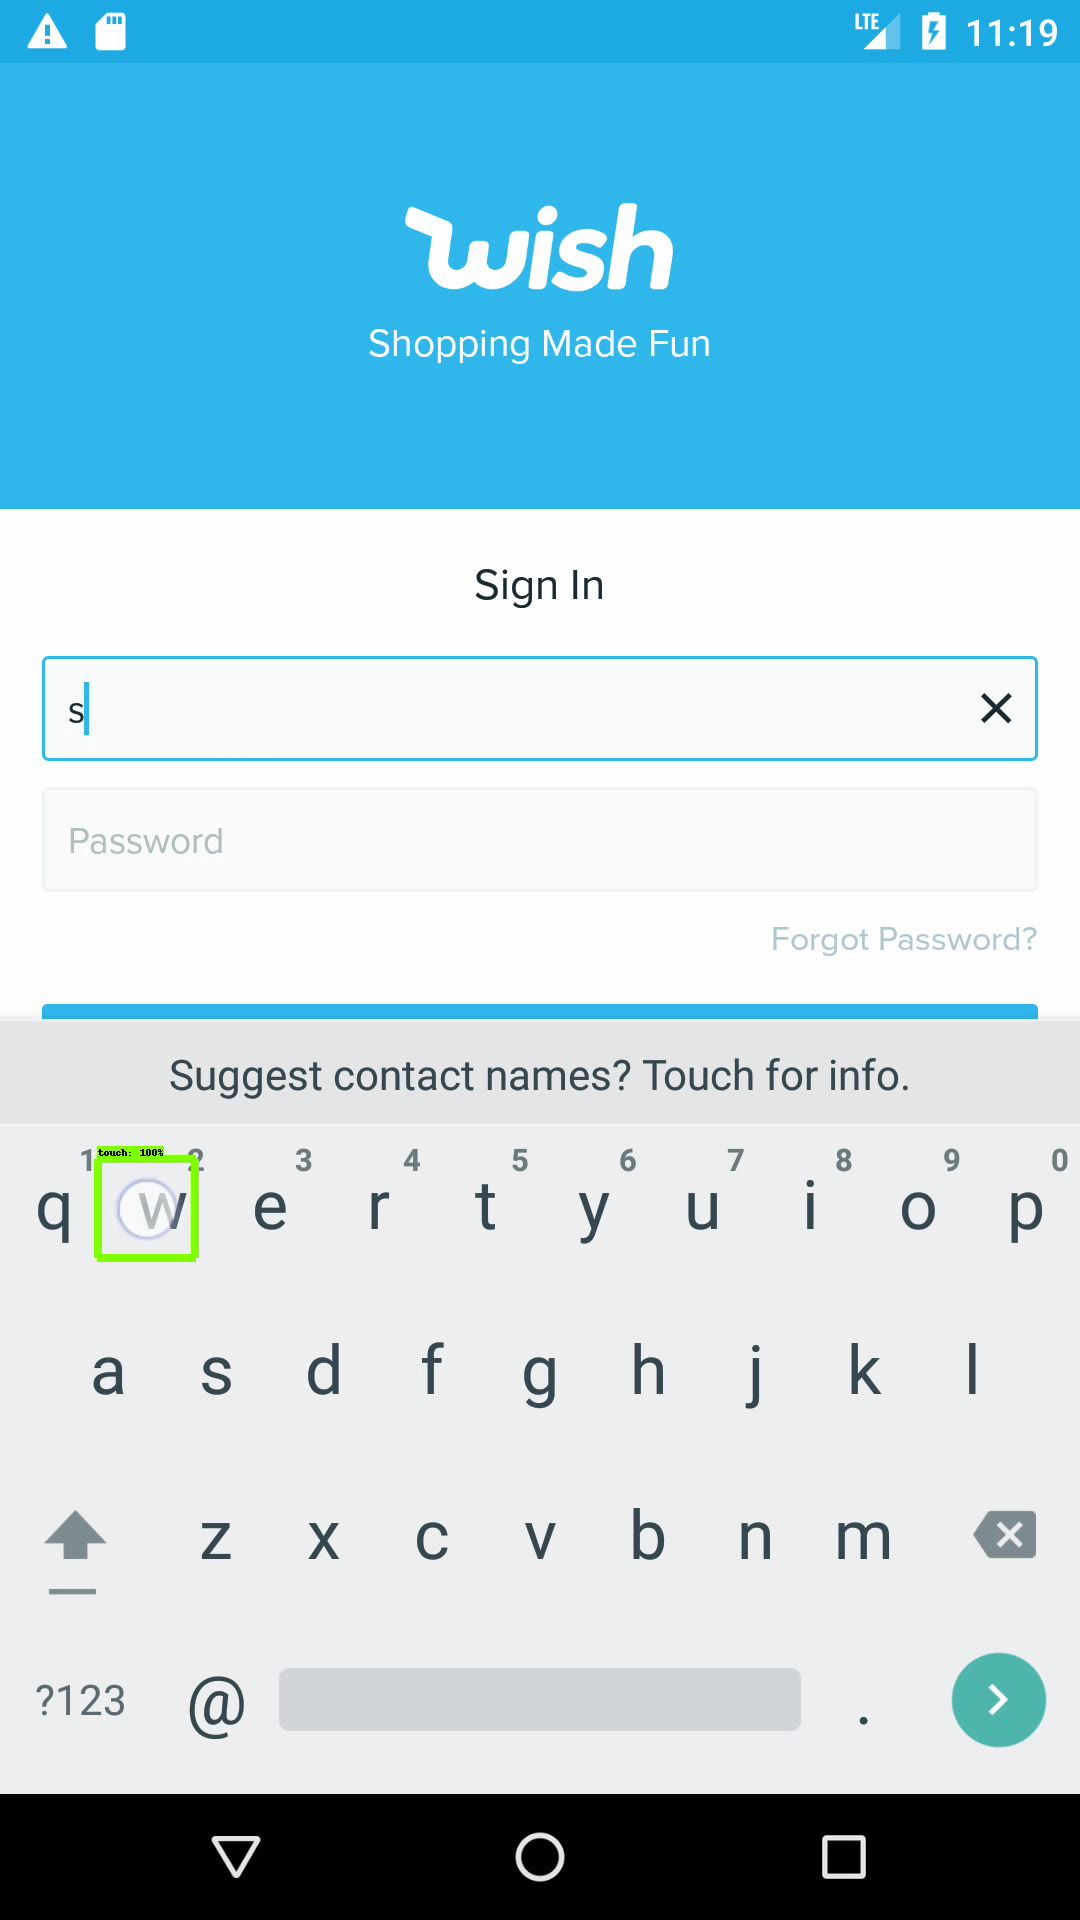 LTE 11:19
wish
Shopping Made Fun
Sign In
s
Password
Forgot Password?
Suggest contact names? Touch for info.
touch: 100%
1 2 3 4 5 6 7 8 9 0
q w e r t y u i o p
a s d f g h j k l
z x c v b n m
?123 @ .